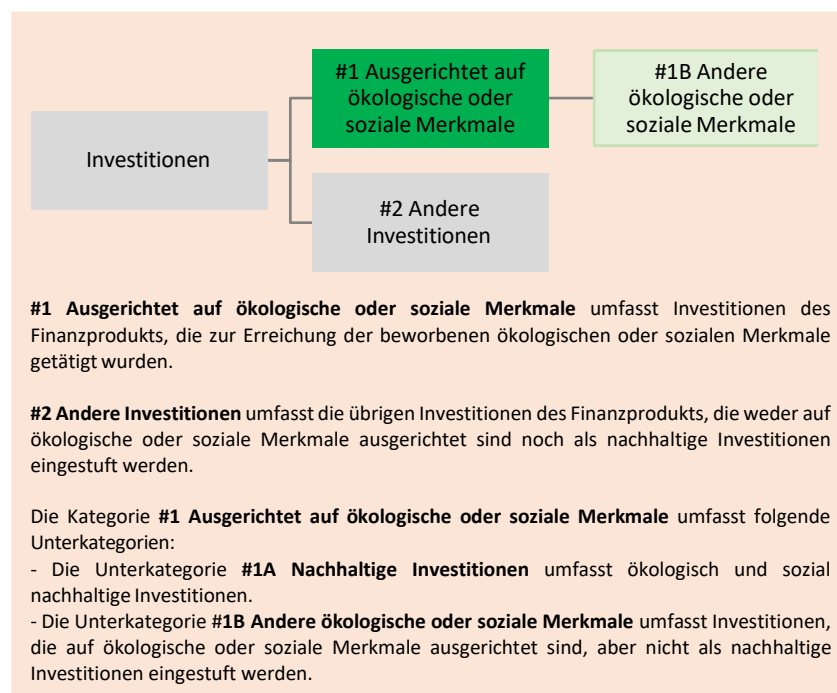 #1 Ausgerichtet auf
ökologische oder
soziale Merkmale
#1B Andere
ökologische oder
soziale Merkmale
Investitionen
#2 Andere
Investitionen
#1 Ausgerichtet auf ökologische oder soziale Merkmale umfasst Investitionen des
Finanzprodukts, die zur Erreichung der beworbenen ökologischen oder sozialen Merkmale
getätigt wurden.
#2 Andere Investitionen umfasst die übrigen Investitionen des Finanzprodukts, die weder auf
ökologische oder soziale Merkmale ausgerichtet sind noch als nachhaltige Investitionen
eingestuft werden.
Die Kategorie #1 Ausgerichtet auf ökologische oder soziale Merkmale umfasst folgende
Unterkategorien:
- Die Unterkategorie #1A Nachhaltige Investitionen umfasst ökologisch und sozial
nachhaltige Investitionen.
- Die Unterkategorie #1B Andere ökologische oder soziale Merkmale umfasst Investitionen,
die auf ökologische oder soziale Merkmale ausgerichtet sind, aber nicht als nachhaltige
Investitionen eingestuft werden.